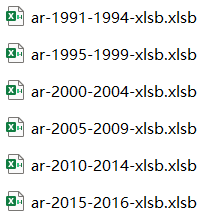 ar-1991-1994-xlsb.xlsb
ar-1995-1999-xlsb.xlsb
ar-2000-2004-xlsb.xlsb
ar-2005-2009-xlsb.xlsb
ar-2010-2014-xlsb.xlsb
ar-2015-2016-xlsb.xlsb